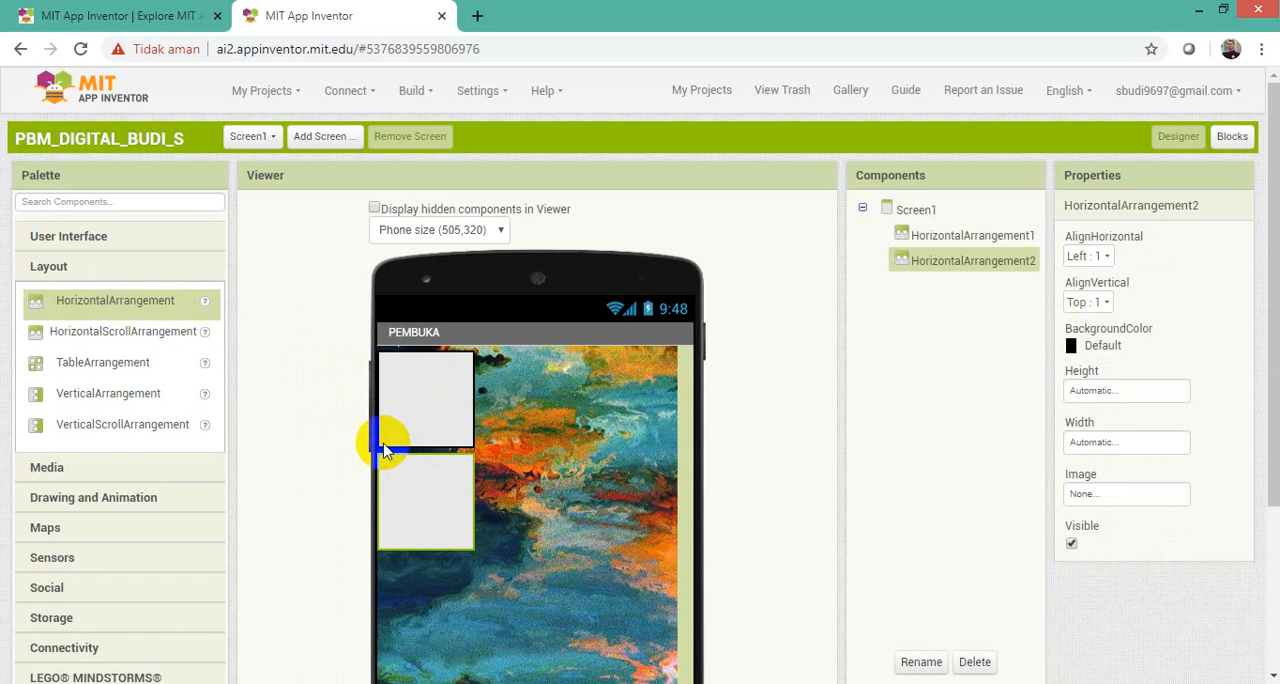 MIT App Inventor | Explore MIT
MIT App Inventor
Tidak aman
ai2.appinventor.mit.edu/#5376839559806976
MIT
APP INVENTOR
My Projects
Connect
Build
Settings
Help
My Projects
View Trash
Gallery
Guide
Report an Issue
English
sbudi9697@gmail.com
PBM_DIGITAL_BUDI_S
Screen1
Add Screen ...
Remove Screen
Designer
Blocks
Palette
Search Components...
User Interface
Layout
HorizontalArrangement
HorizontalScrollArrangement
TableArrangement
VerticalArrangement
VerticalScrollArrangement
Media
Drawing and Animation
Maps
Sensors
Social
Storage
Connectivity
LEGO® MINDSTORMS®
Viewer
Display hidden components in Viewer
Phone size (505,320)
9:48
PEMBUKA
Components
Screen1
HorizontalArrangement1
HorizontalArrangement2
Rename
Delete
Properties
HorizontalArrangement2
AlignHorizontal
Left : 1
AlignVertical
Top : 1
BackgroundColor
Default
Height
Automatic...
Width
Automatic...
Image
None...
Visible